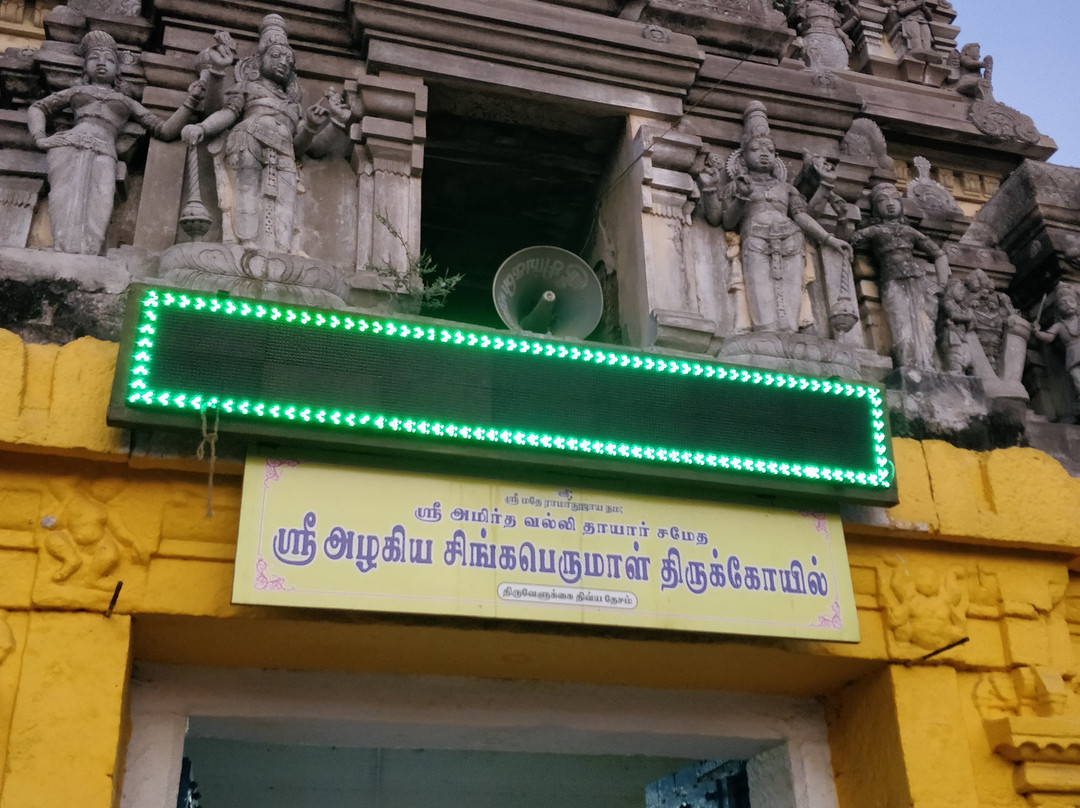 ஸ்ரீ
ஸ்ரீ மதே ராமாநுஜாய நம:
ஸ்ரீ அமிர்த வல்லி தாயார் சமேத
ஸ்ரீ அழகிய சிங்கபெருமாள் திருக்கோயில்
திருவேளுக்கை திவ்ய தேசம்